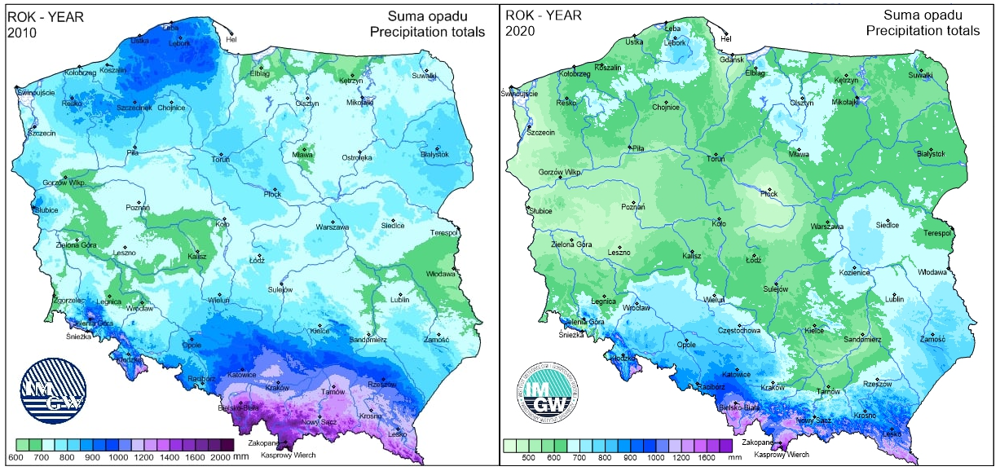 ROK - YEAR
2010
Suma opadu
Precipitation totals
Łeba
Ustka
Lębork
Hel
Kołobrzeg
Koszalin
Elbląg
Kętrzyn
Suwałki
Świnoujście
Resko
Szczecinek
Chojnice
Olsztyn
Mikołajki
Szczecin
Piła
Toruń
Mława
Ostrołęka
Białystok
Gorzów Wlkp.
Płock
Słubice
Poznań
Koło
Warszawa
Siedlce
Terespol
Zielona Góra
Leszno
Kalisz
Łódź
Włodawa
Zgorzelec
Legnica
Wrocław
Wieluń
Sulejów
Lublin
Jelenia Góra
Śnieżka
Kielce
Sandomierz
Zamość
Opole
Kłodzko
Racibórz
Katowice
Kraków
Tarnów
Rzeszów
Bielsko-Biała
Nowy Sącz
Krosno
Lesko
Zakopane
Kasprowy Wierch
IM
GW
600 700 800 900 1000 1200 1400 1600 2000 mm
ROK - YEAR
2020
Suma opadu
Precipitation totals
Łeba
Ustka
Lębork
Hel
Gdańsk
Kołobrzeg
Koszalin
Elbląg
Kętrzyn
Suwałki
Świnoujście
Resko
Chojnice
Olsztyn
Mikołajki
Szczecin
Piła
Toruń
Mława
Białystok
Gorzów Wlkp.
Płock
Słubice
Poznań
Koło
Warszawa
Siedlce
Terespol
Zielona Góra
Leszno
Kalisz
Łódź
Kozienice
Włodawa
Legnica
Wrocław
Wieluń
Sulejów
Lublin
Jelenia Góra
Śnieżka
Częstochowa
Kielce
Sandomierz
Zamość
Opole
Kłodzko
Racibórz
Katowice
Kraków
Tarnów
Rzeszów
Bielsko-Biała
Nowy Sącz
Krosno
Lesko
Zakopane
Kasprowy Wierch
IM
GW
500 600 700 800 900 1000 1200 1600
mm